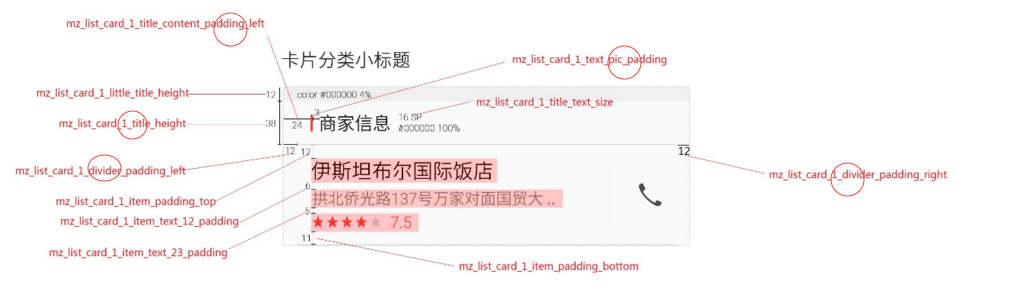 mz_list_card_1_title_content_padding_left
卡片分类小标题
mz_list_card_1_text_pic_padding
mz_list_card_1_little_title_height
12
color #000000 4%
mz_list_card_1_title_text_size
3
mz_list_card_1_title_height
38
24
商家信息
16 SP
#000000 100%
12
12
12
mz_list_card_1_divider_padding_left
伊斯坦布尔国际饭店
mz_list_card_1_divider_padding_right
6
mz_list_card_1_item_padding_top
拱北侨光路137号万家对面国贸大 ..
5
mz_list_card_1_item_text_12_padding
7.5
11
mz_list_card_1_item_text_23_padding
mz_list_card_1_item_padding_bottom